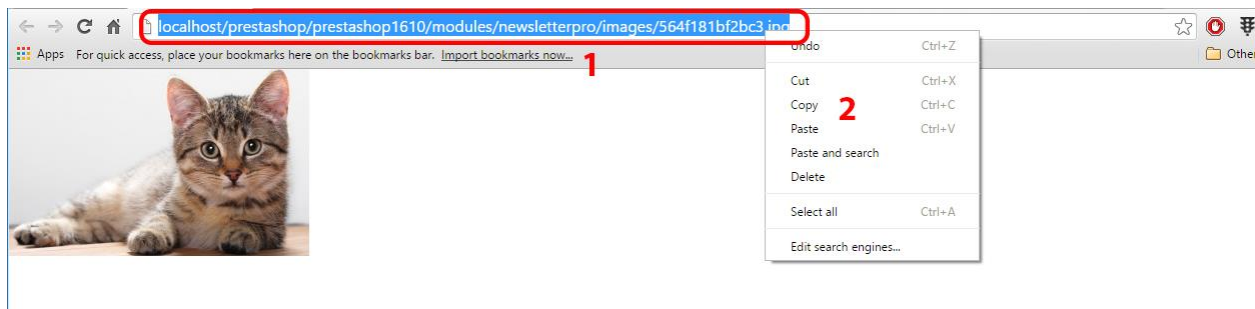 localhost/prestashop/prestashop1610/modules/newsletterpro/images/564f181bf2bc3.jpg
Apps For quick access, place your bookmarks here on the bookmarks bar. Import bookmarks now... 1
Other
Undo Ctrl+Z
Cut Ctrl+X
Copy 2 Ctrl+C
Paste Ctrl+V
Paste and search
Delete
Select all Ctrl+A
Edit search engines...